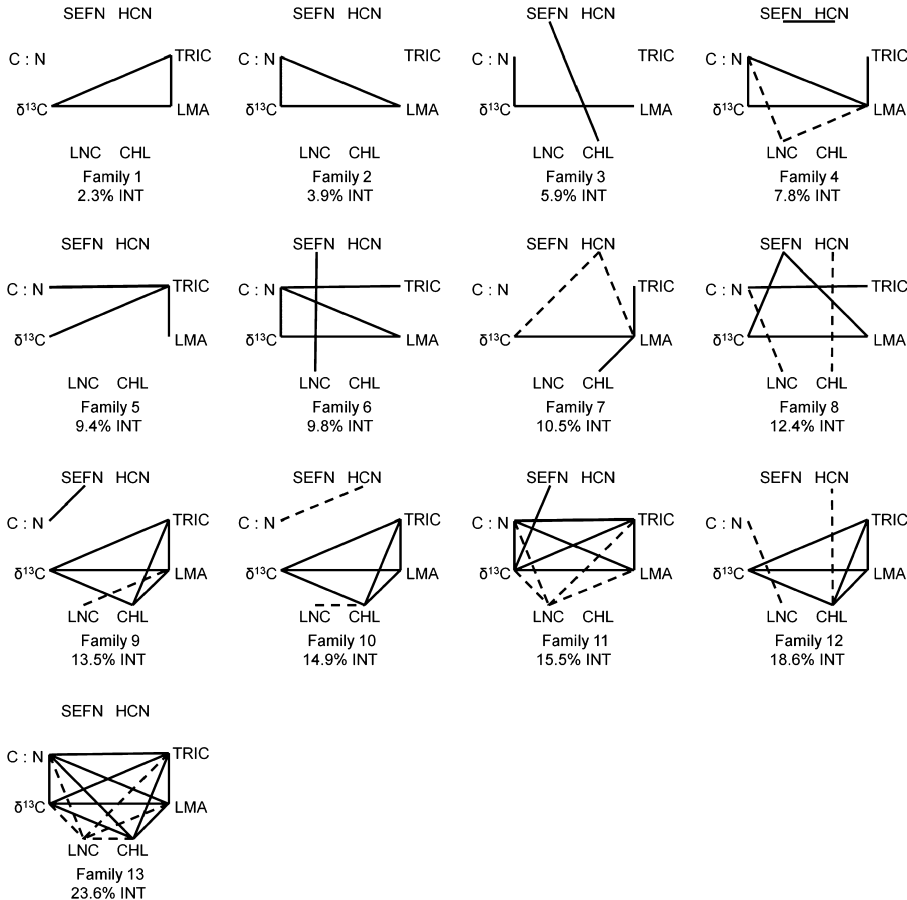 SEFN HCN
C : N TRIC
δ¹³C LMA
LNC CHL
Family 1
2.3% INT
SEFN HCN
C : N TRIC
δ¹³C LMA
LNC CHL
Family 2
3.9% INT
SEFN HCN
C : N TRIC
δ¹³C LMA
LNC CHL
Family 3
5.9% INT
SEFN HCN
C : N TRIC
δ¹³C LMA
LNC CHL
Family 4
7.8% INT
SEFN HCN
C : N TRIC
δ¹³C LMA
LNC CHL
Family 5
9.4% INT
SEFN HCN
C : N TRIC
δ¹³C LMA
LNC CHL
Family 6
9.8% INT
SEFN HCN
C : N TRIC
δ¹³C LMA
LNC CHL
Family 7
10.5% INT
SEFN HCN
C : N TRIC
δ¹³C LMA
LNC CHL
Family 8
12.4% INT
SEFN HCN
C : N TRIC
δ¹³C LMA
LNC CHL
Family 9
13.5% INT
SEFN HCN
C : N TRIC
δ¹³C LMA
LNC CHL
Family 10
14.9% INT
SEFN HCN
C : N TRIC
δ¹³C LMA
LNC CHL
Family 11
15.5% INT
SEFN HCN
C : N TRIC
δ¹³C LMA
LNC CHL
Family 12
18.6% INT
SEFN HCN
C : N TRIC
δ¹³C LMA
LNC CHL
Family 13
23.6% INT